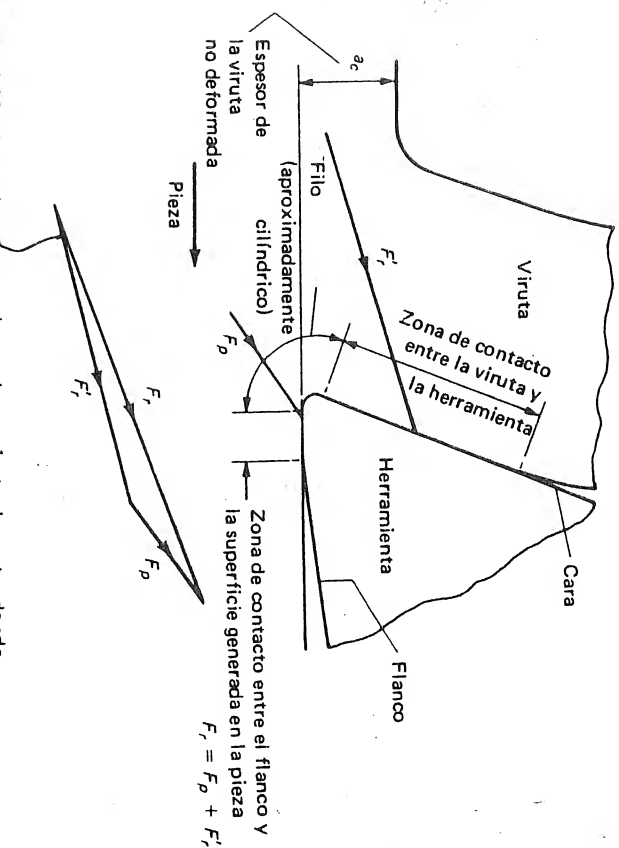 Viruta
Zona de contacto
entre la viruta y
la herramienta
Cara
a_c
F'_r
Herramienta
Flanco
Espesor de
la viruta
no deformada
Filo
(aproximadamente
cilíndrico)
Pieza
F_p
Zona de contacto entre el flanco y
la superficie generada en la pieza
F_r = F_p + F'_r
F_r
F'_r
F_p